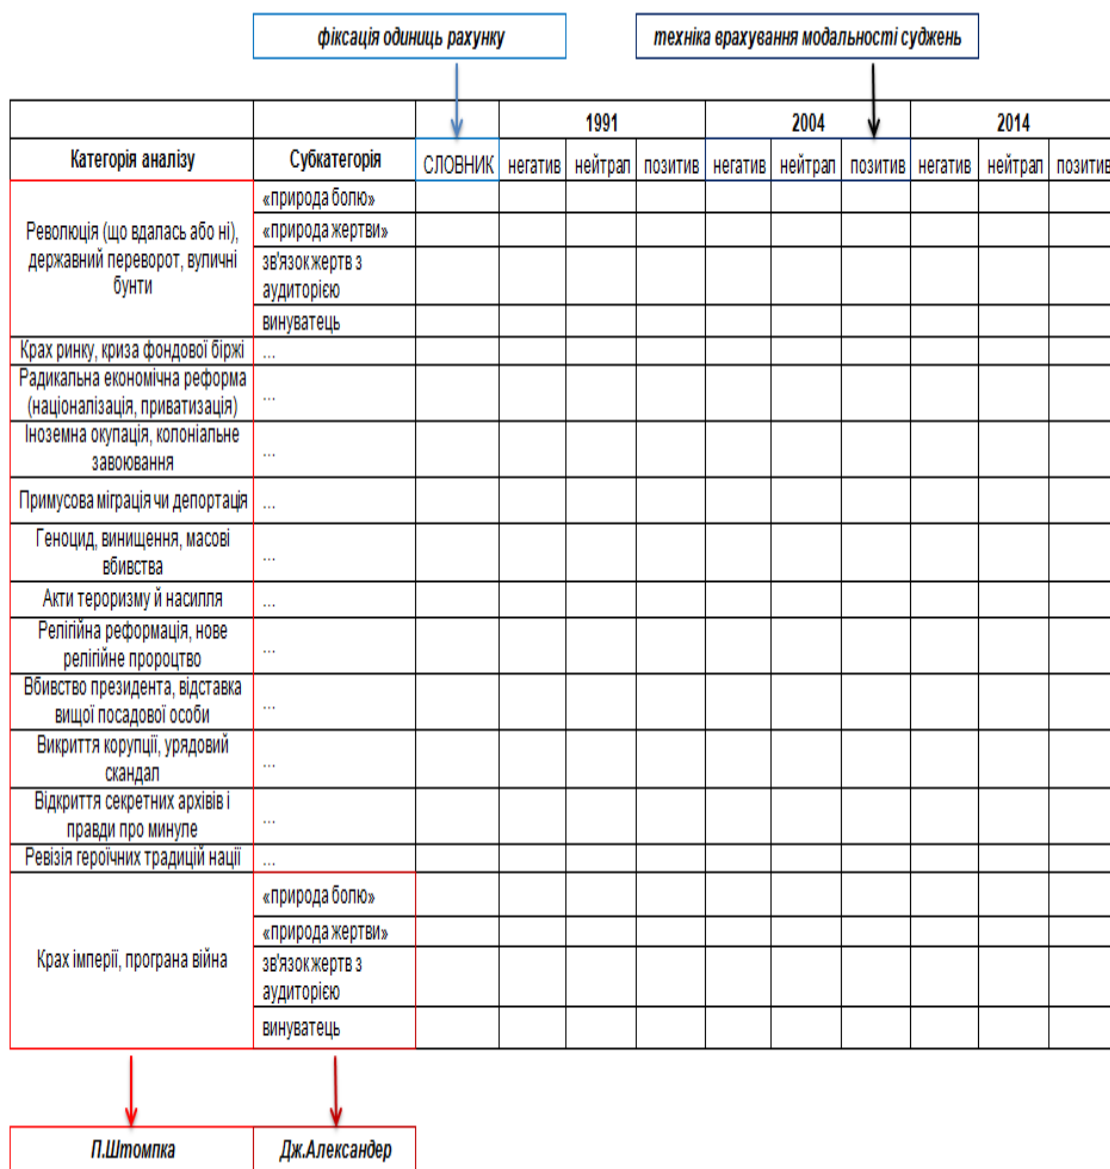 фіксація одиниць рахунку
техніка врахування модальності суджень
1991 2004 2014
Категорія аналізу Субкатегорія СЛОВНИК негатив нейтрал позитив негатив нейтрал позитив негатив нейтрал позитив
Революція (що вдалась або ні),
державний переворот, вуличні
бунти
«природа болю»
«природа жертви»
зв'язок жертв з
аудиторією
винуватець
Крах ринку, криза фондової біржі ...
Радикальна економічна реформа
(націоналізація, приватизація)
...
Іноземна окупація, колоніальне
завоювання
...
Примусова міграція чи депортація ...
Геноцид, винищення, масові
вбивства
...
Акти тероризму й насилля ...
Релігійна реформація, нове
релігійне пророцтво
...
Вбивство президента, відставка
вищої посадової особи
...
Викриття корупції, урядовий
скандал
...
Відкриття секретних архівів і
правди про минуле
...
Ревізія героїчних традицій нації ...
Крах імперії, програна війна
«природа болю»
«природа жертви»
зв'язок жертв з
аудиторією
винуватець
П.Штомпка Дж.Александер